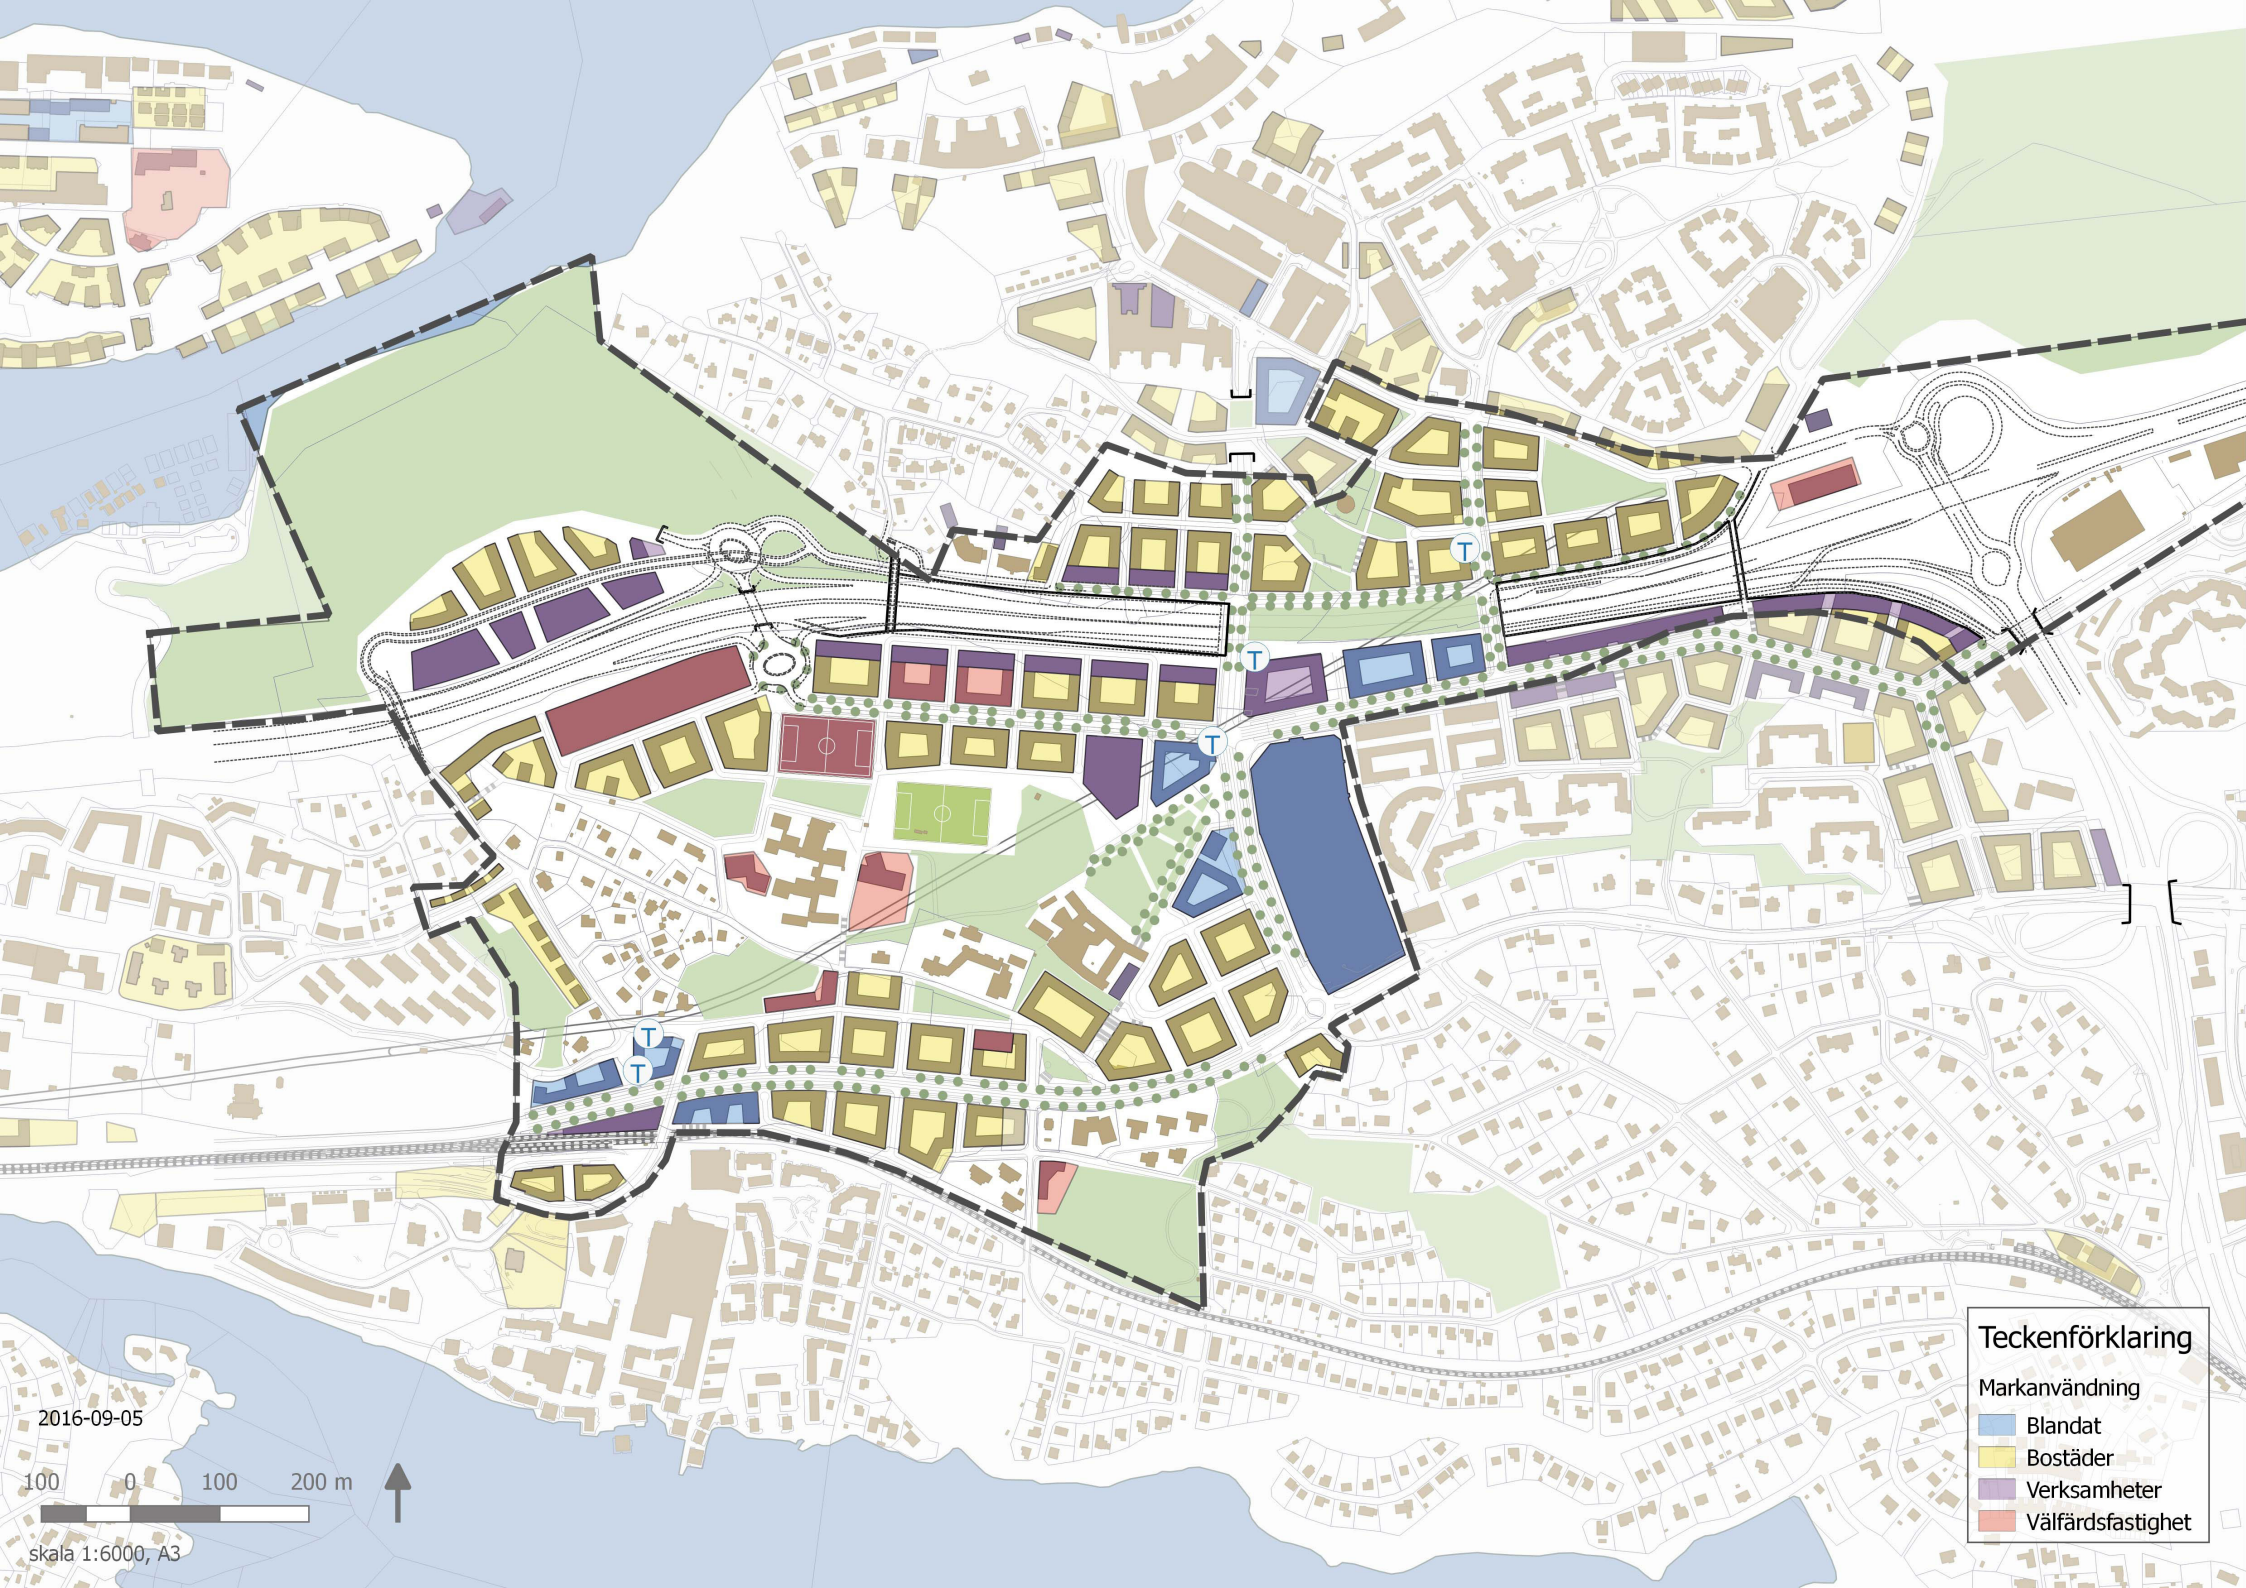 T
T
T
T
T
Teckenförklaring
Markanvändning
Blandat
Bostäder
Verksamheter
Välfärdsfastighet
2016-09-05
100 0 100 200 m
skala 1:6000, A3